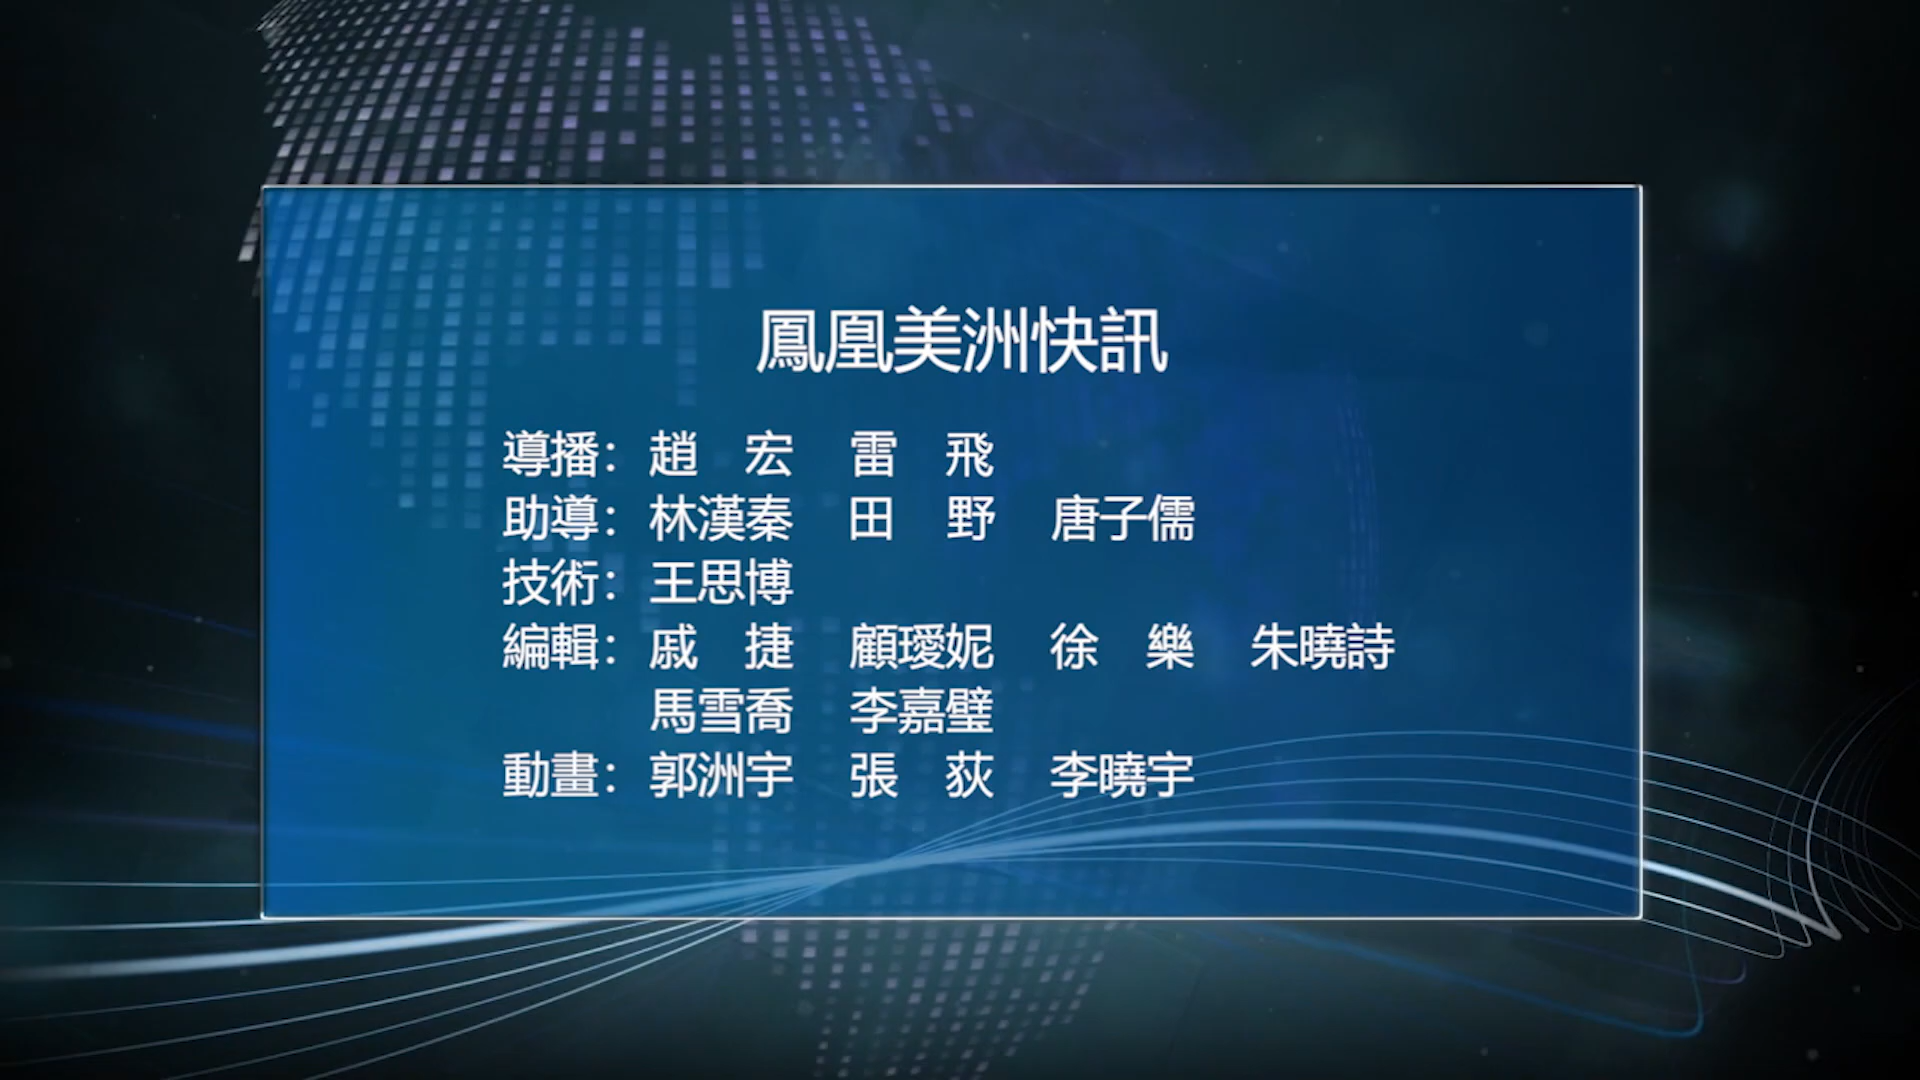 鳳凰美洲快訊
導播：趙　宏　雷　飛
助導：林漢秦　田　野　唐子儒
技術：王思博
編輯：戚　捷　顧璦妮　徐　樂　朱曉詩
馬雪喬　李嘉璧
動畫：郭洲宇　張　荻　李曉宇